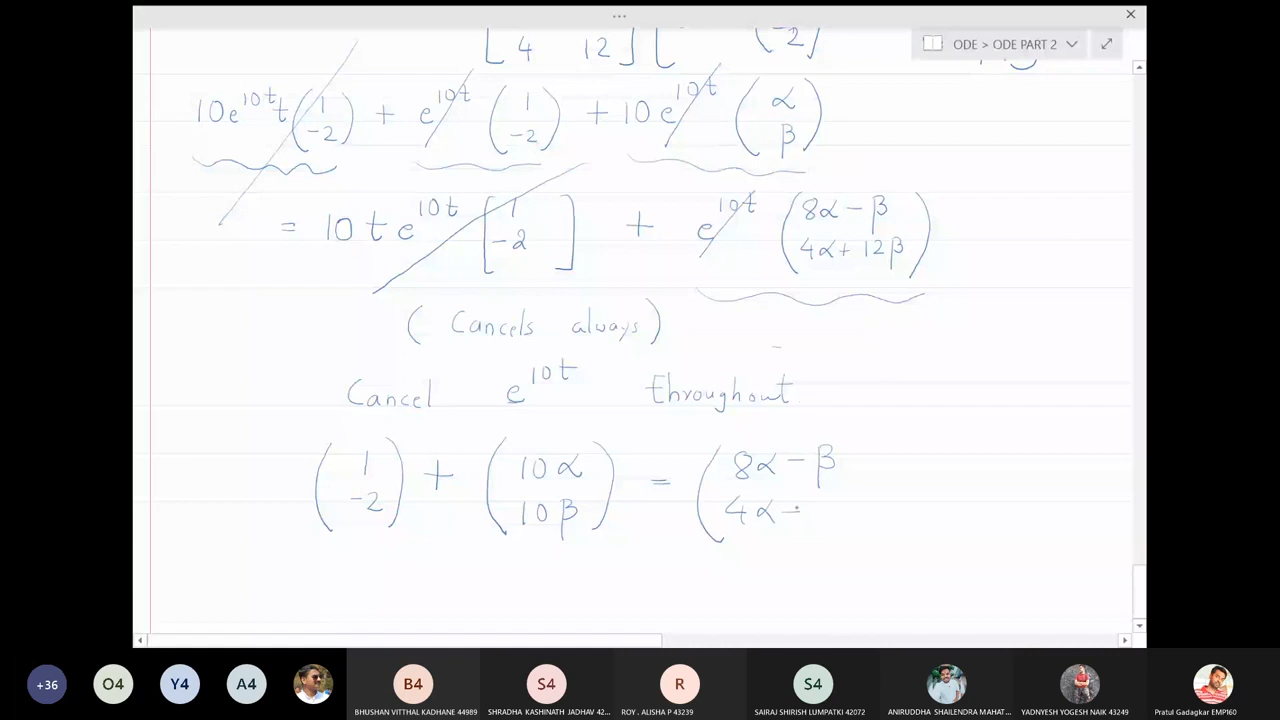 ...
ODE > ODE PART 2
4 12 -2
10e^{10t}t(1 -2) + e^{10t}(1 -2) + 10e^{10t}(α β)
= 10te^{10t}[1 -2] + e^{10t}(8α - β 4α + 12β)
(Cancels always)
Cancel e^{10t} throughout
(1 -2) + (10α 10β) = (8α - β 4α -
+36 O4 Y4 A4 B4 S4 R S4
BHUSHAN VITTHAL KADHANE 44989 SHRADHA KASHINATH JADHAV 42... ROY . ALISHA P 43239 SAIRAJ SHIRISH LUMPATKI 42072 ANIRUDDHA SHAILENDRA MAHAT... YADNYESH YOGESH NAIK 43249 Pratul Gadagkar EMP160